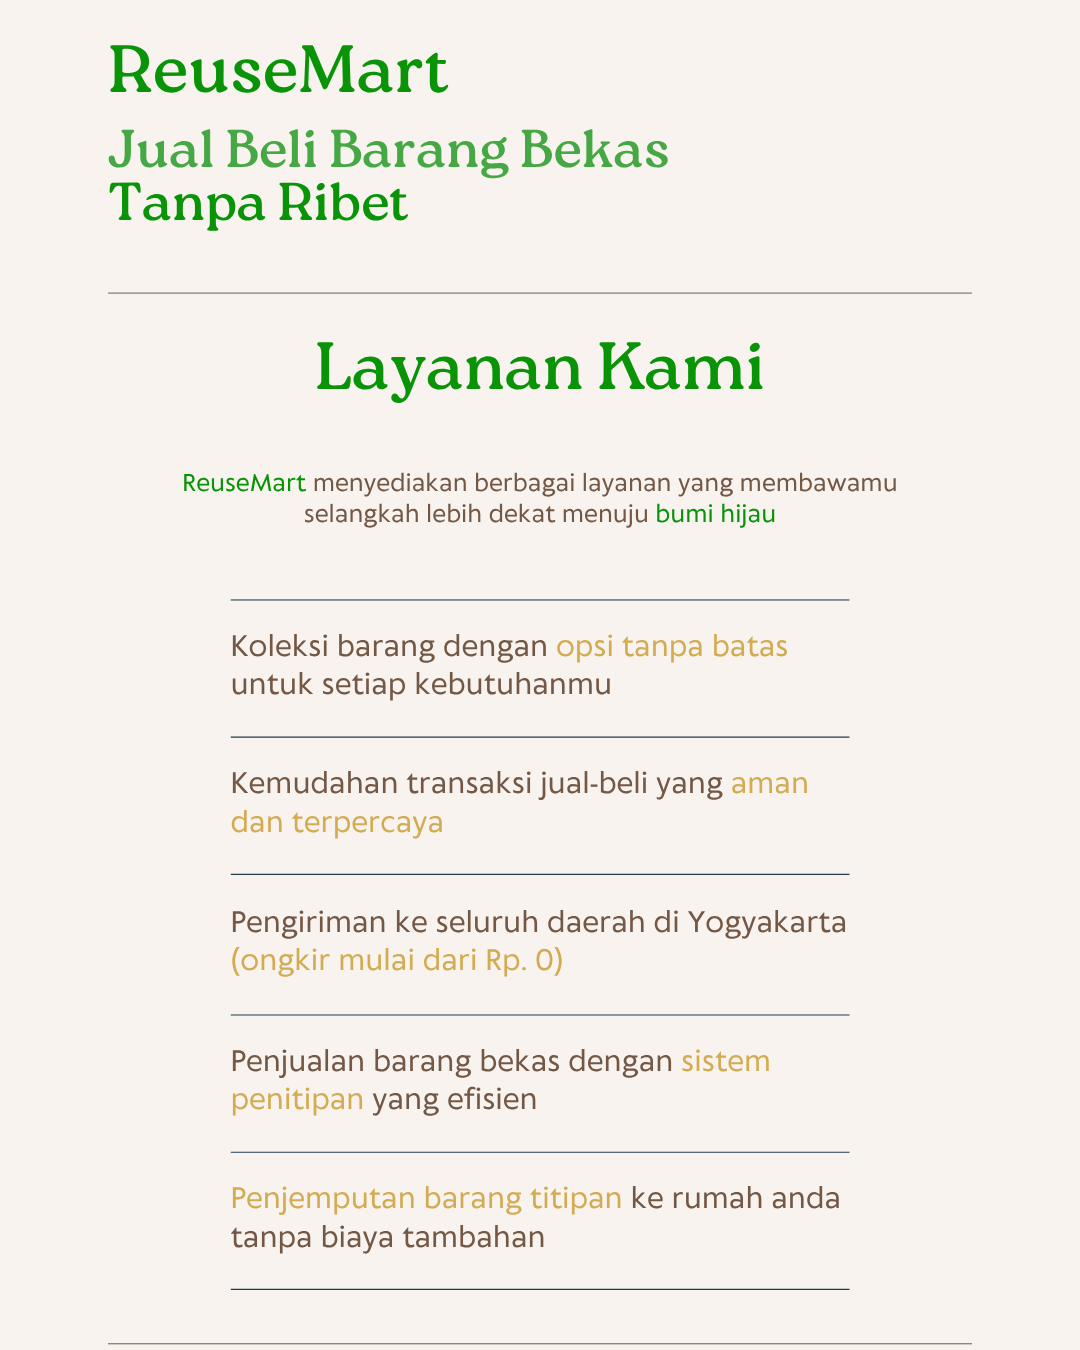 ReuseMart
Jual Beli Barang Bekas
Tanpa Ribet
Layanan Kami
ReuseMart menyediakan berbagai layanan yang membawamu
selangkah lebih dekat menuju bumi hijau
Koleksi barang dengan opsi tanpa batas
untuk setiap kebutuhanmu
Kemudahan transaksi jual-beli yang aman
dan terpercaya
Pengiriman ke seluruh daerah di Yogyakarta
(ongkir mulai dari Rp. 0)
Penjualan barang bekas dengan sistem
penitipan yang efisien
Penjemputan barang titipan ke rumah anda
tanpa biaya tambahan